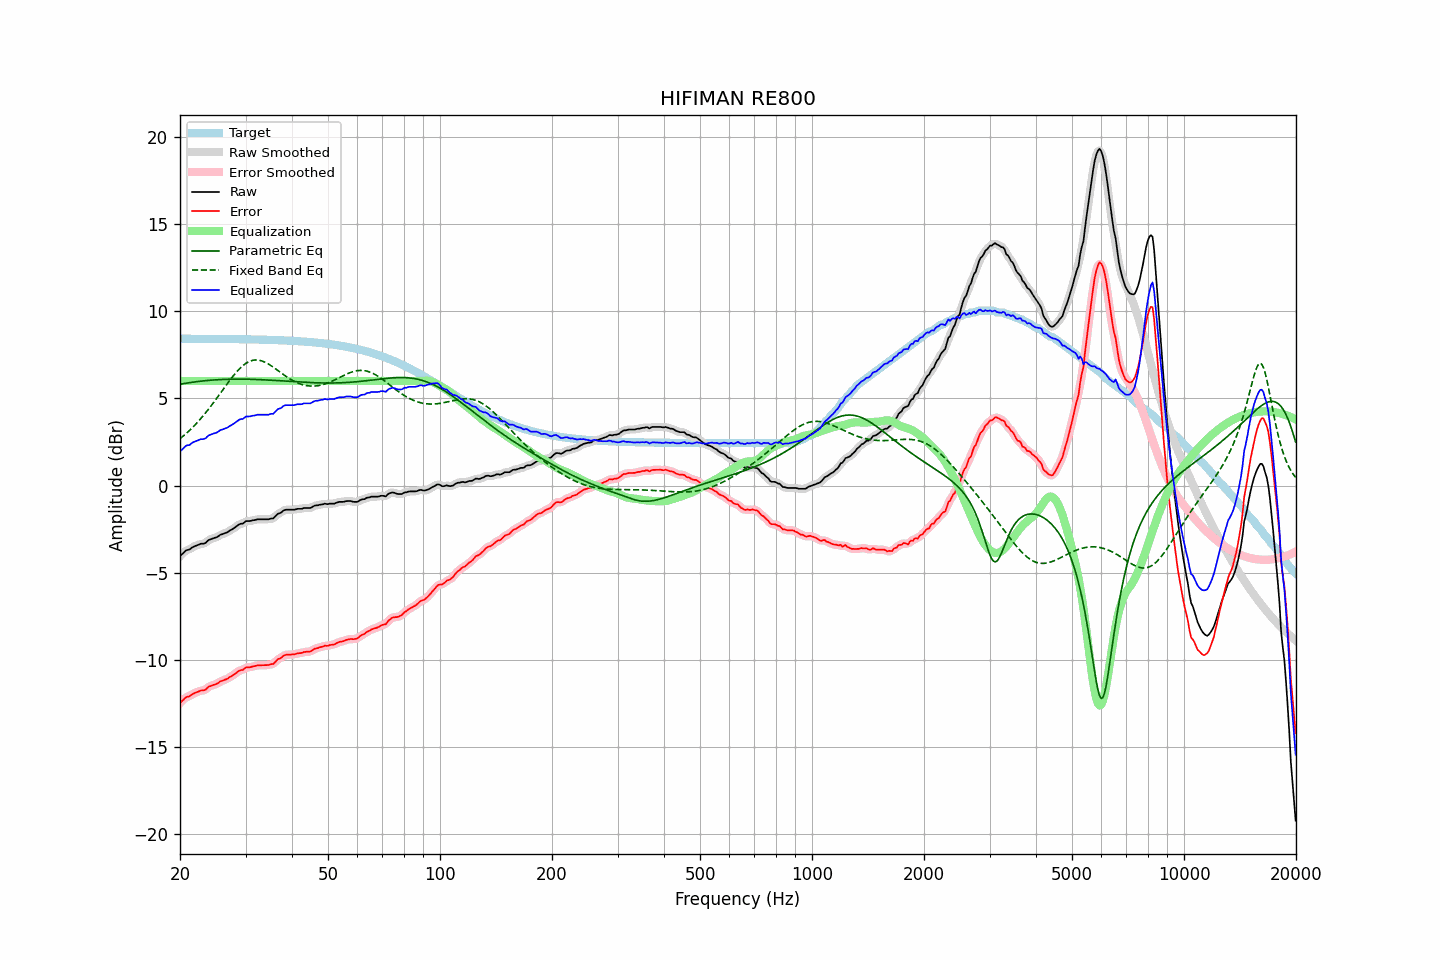 HIFIMAN RE800
Target
Raw Smoothed
Error Smoothed
Raw
Error
Equalization
Parametric Eq
Fixed Band Eq
Equalized
Amplitude (dBr)
20
15
10
5
0
−5
−10
−15
−20
20 50 100 200 500 1000 2000 5000 10000 20000
Frequency (Hz)